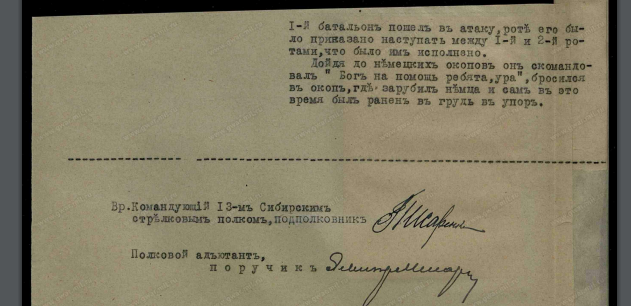 I-й батальонъ пошелъ въ атаку,ротѣ его бы-
ло приказано наступать между I-й и 2-й ро-
тами,что было имъ исполнено.
Дойдя до нѣмецкихъ окоповъ онъ скомандо-
валъ " Богъ на помощь ребята,ура",бросился
въ окопъ,гдѣ зарубилъ нѣмца и самъ въ это
время былъ раненъ въ грудь въ упоръ.
Вр.Командующій I3-мъ Сибирскимъ
стрѣлковымъ полкомъ,подполковникъ
Полковой адъютантъ,
поручикъ